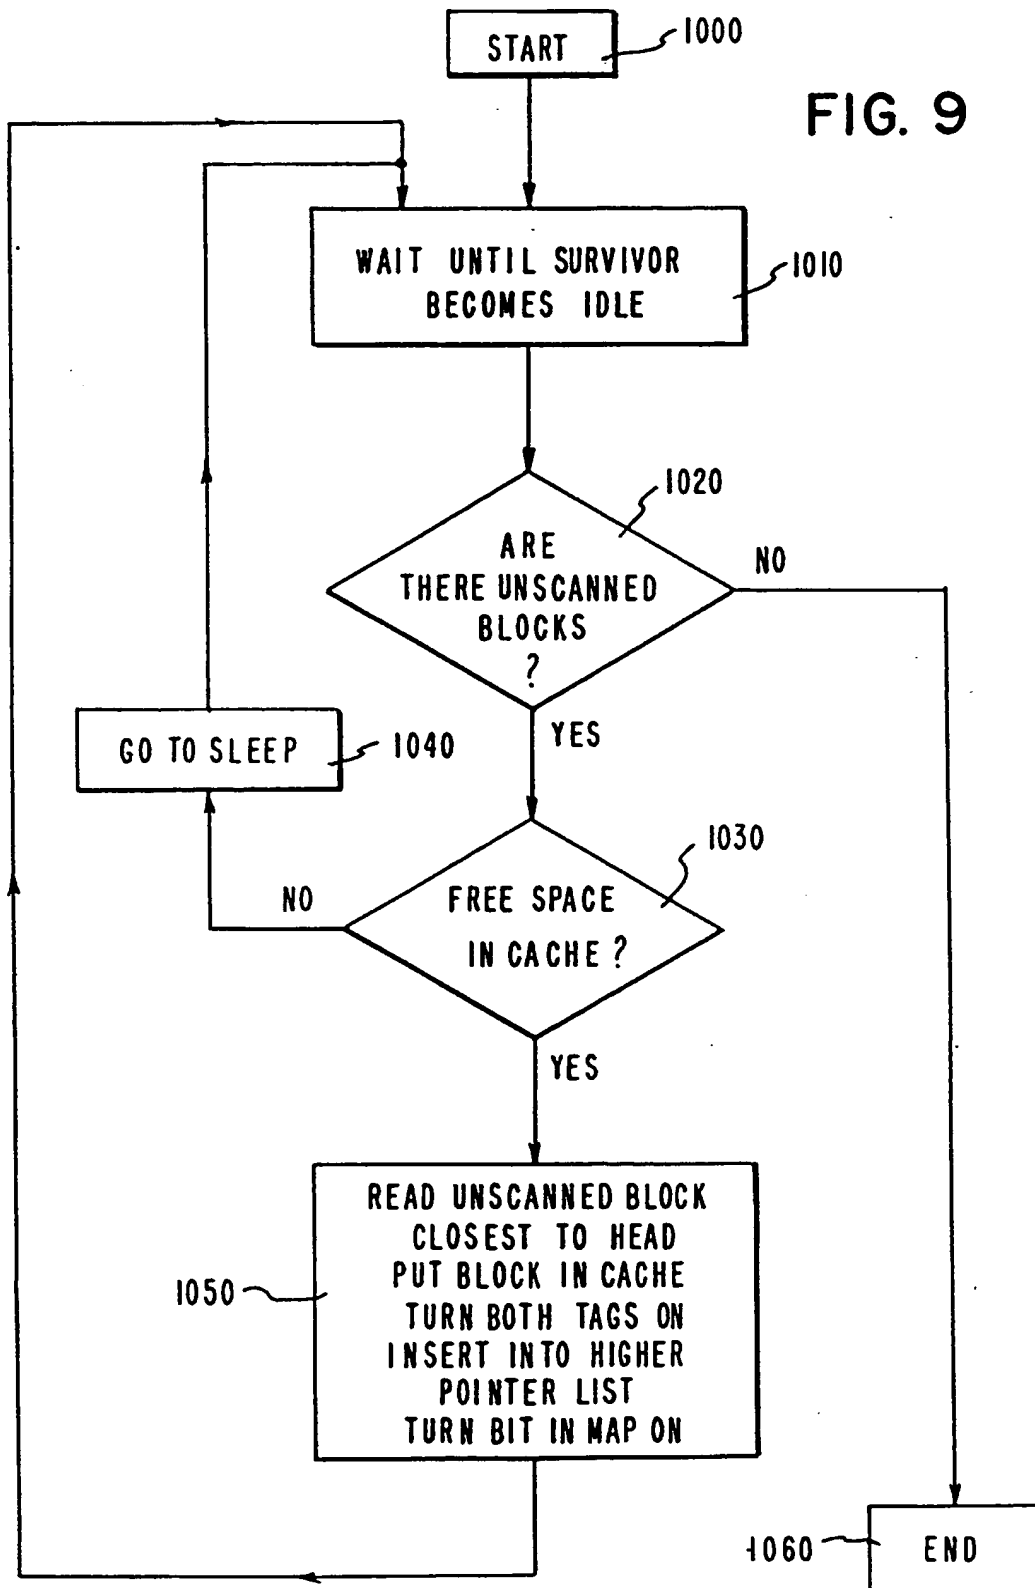 START
1000
FIG. 9
WAIT UNTIL SURVIVOR
BECOMES IDLE
1010
1020
ARE
THERE UNSCANNED
BLOCKS
?
NO
YES
GO TO SLEEP
1040
1030
FREE SPACE
IN CACHE ?
NO
YES
READ UNSCANNED BLOCK
CLOSEST TO HEAD
PUT BLOCK IN CACHE
TURN BOTH TAGS ON
INSERT INTO HIGHER
POINTER LIST
TURN BIT IN MAP ON
1050
1060
END